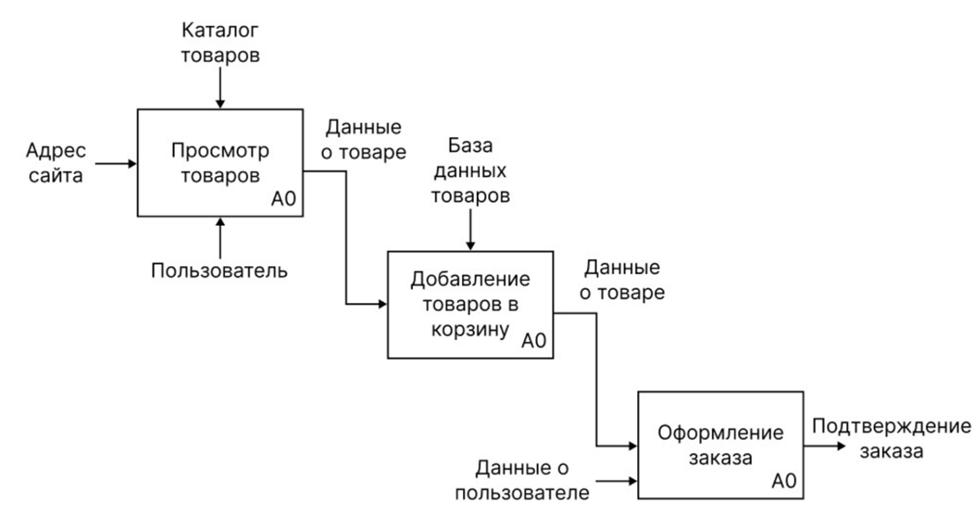 Каталог
товаров
Адрес
сайта
Просмотр
товаров
A0
Пользователь
Данные
о товаре
База
данных
товаров
Добавление
товаров в
корзину
A0
Данные
о товаре
Оформление
заказа
A0
Данные о
пользователе
Подтверждение
заказа